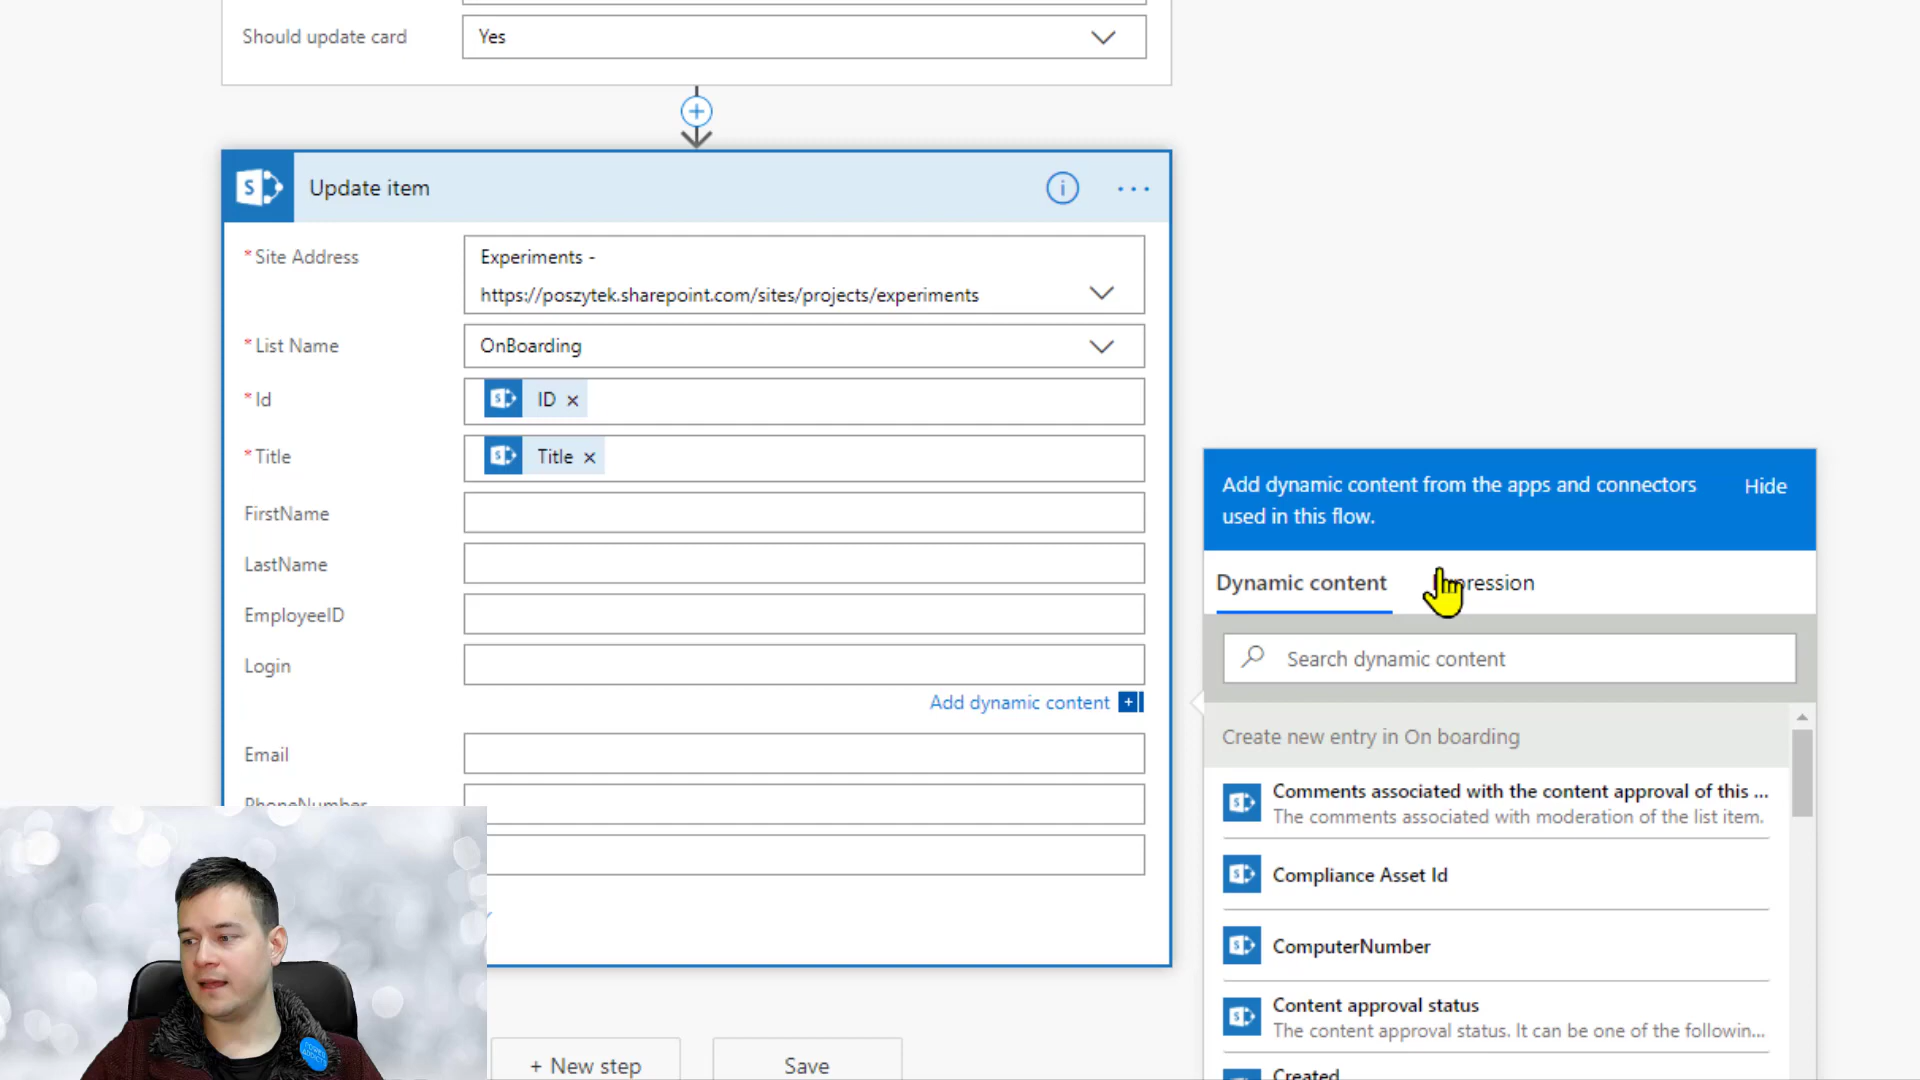 Should update card
Yes
Update item
* Site Address
Experiments -
https://poszytek.sharepoint.com/sites/projects/experiments
* List Name
OnBoarding
* Id
ID ×
* Title
Title ×
FirstName
LastName
EmployeeID
Login
Add dynamic content
Email
PhoneNumber
+ New step
Save
Add dynamic content from the apps and connectors
used in this flow.
Hide
Dynamic content
Expression
Search dynamic content
Create new entry in On boarding
Comments associated with the content approval of this ...
The comments associated with moderation of the list item.
Compliance Asset Id
ComputerNumber
Content approval status
The content approval status. It can be one of the followin...
Created